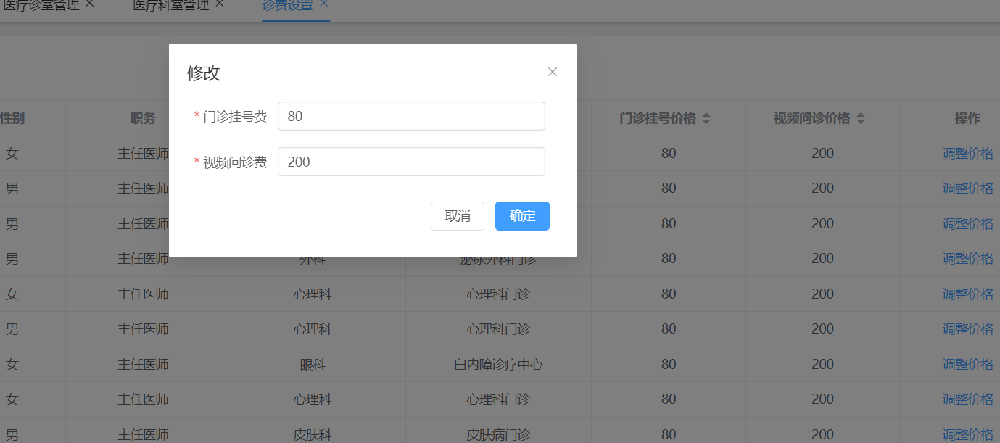 医疗诊室管理 × 医疗科室管理 × 诊费设置 ×
修改 ×
* 门诊挂号费 80
* 视频问诊费 200
取消 确定
性别 职务 门诊挂号价格 视频问诊价格 操作
女 主任医师 80 200 调整价格
男 主任医师 80 200 调整价格
男 主任医师 80 200 调整价格
男 主任医师 外科 泌尿外科门诊 80 200 调整价格
女 主任医师 心理科 心理科门诊 80 200 调整价格
男 主任医师 心理科 心理科门诊 80 200 调整价格
女 主任医师 眼科 白内障诊疗中心 80 200 调整价格
女 主任医师 心理科 心理科门诊 80 200 调整价格
男 主任医师 皮肤科 皮肤病门诊 80 200 调整价格